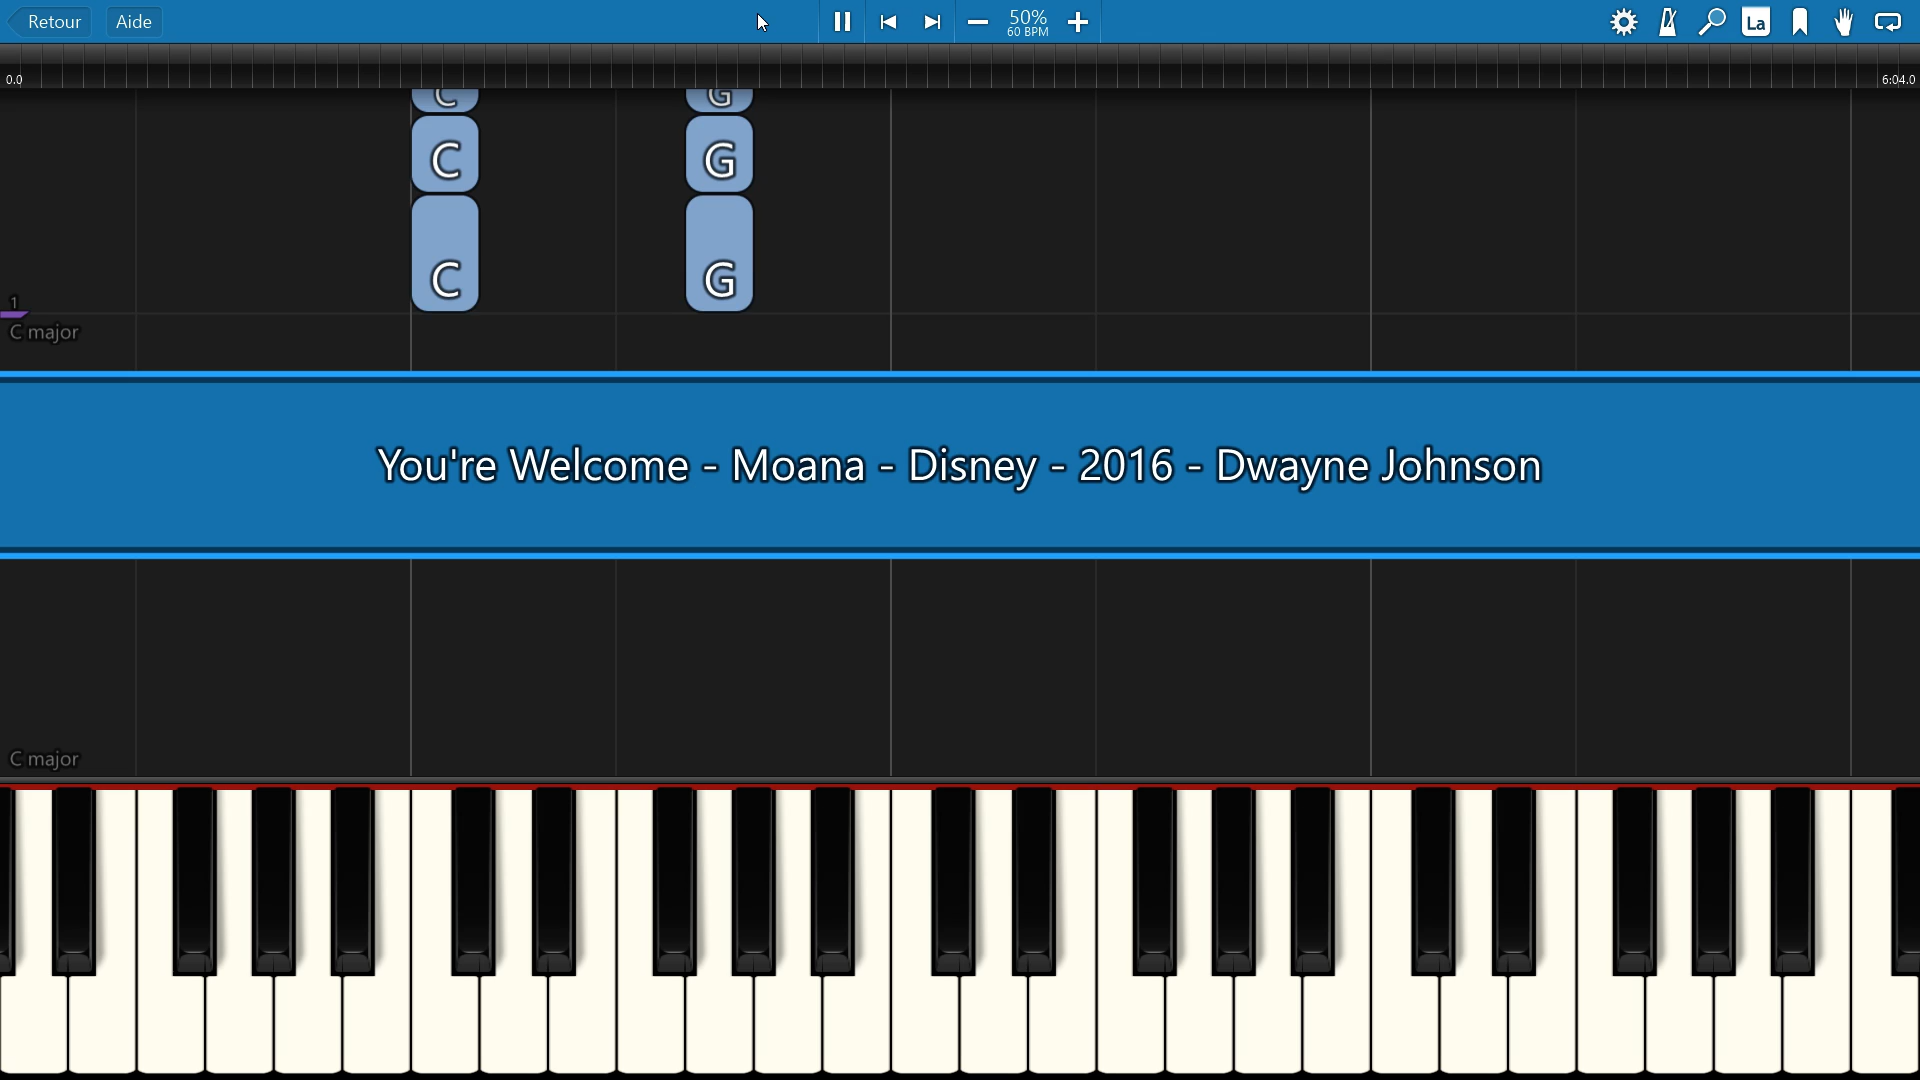 Retour Aide 50% La
60 BPM
0.0 6:04.0
C G
C G
C G
1
C major
You're Welcome - Moana - Disney - 2016 - Dwayne Johnson
C major